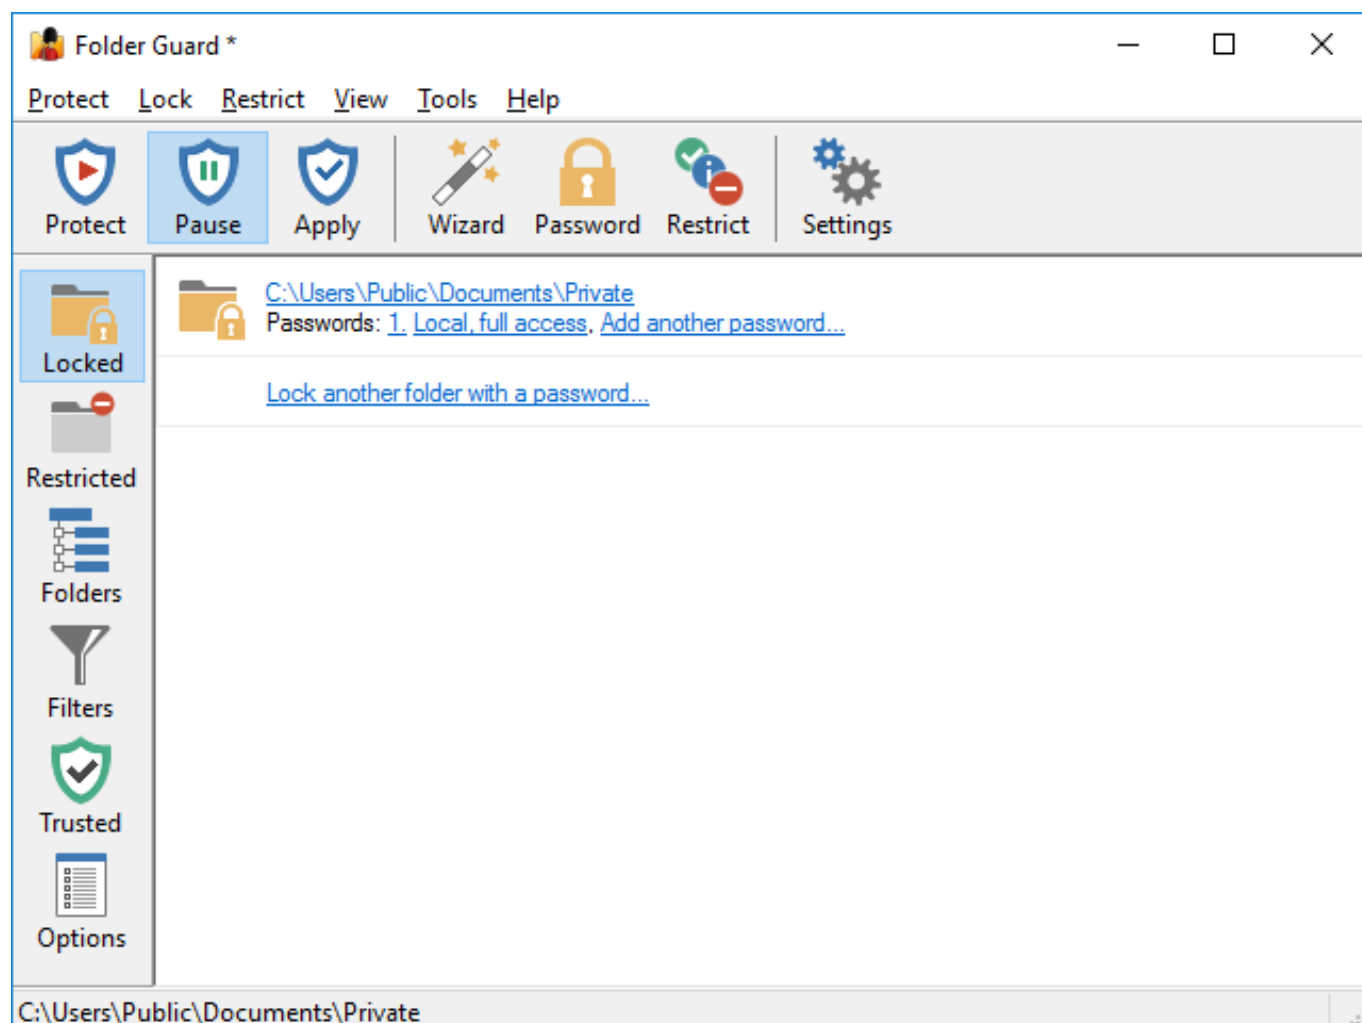 Folder Guard *
Protect Lock Restrict View Tools Help
Protect Pause Apply Wizard Password Restrict Settings
Locked
C:\Users\Public\Documents\Private
Passwords: 1. Local, full access, Add another password...
Lock another folder with a password...
Restricted
Folders
Filters
Trusted
Options
C:\Users\Public\Documents\Private